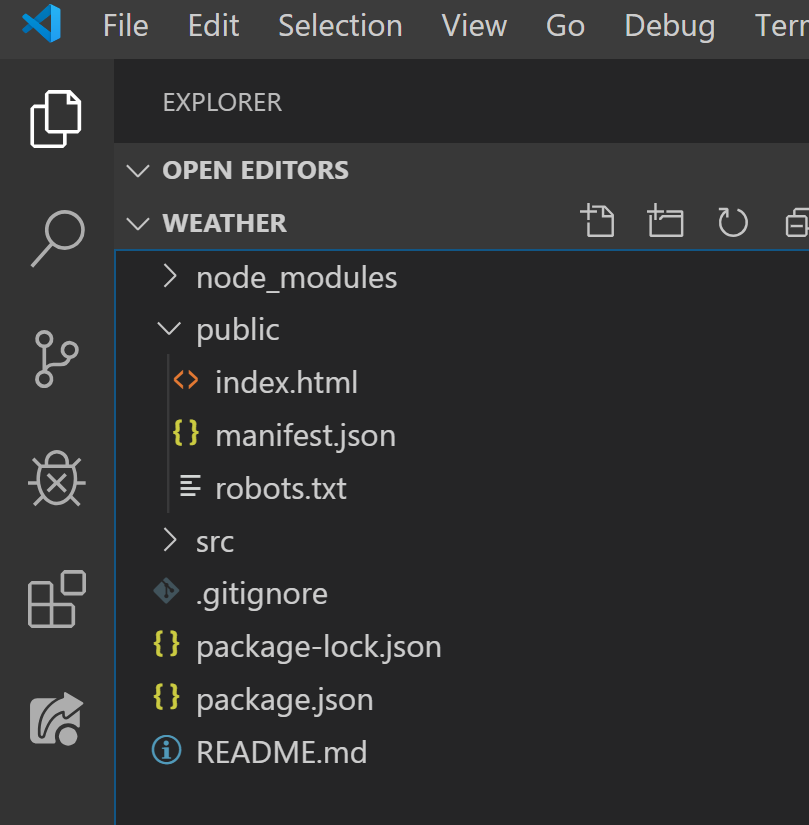 File Edit Selection View Go Debug
EXPLORER
OPEN EDITORS
WEATHER
node_modules
public
index.html
manifest.json
robots.txt
src
.gitignore
package-lock.json
package.json
README.md